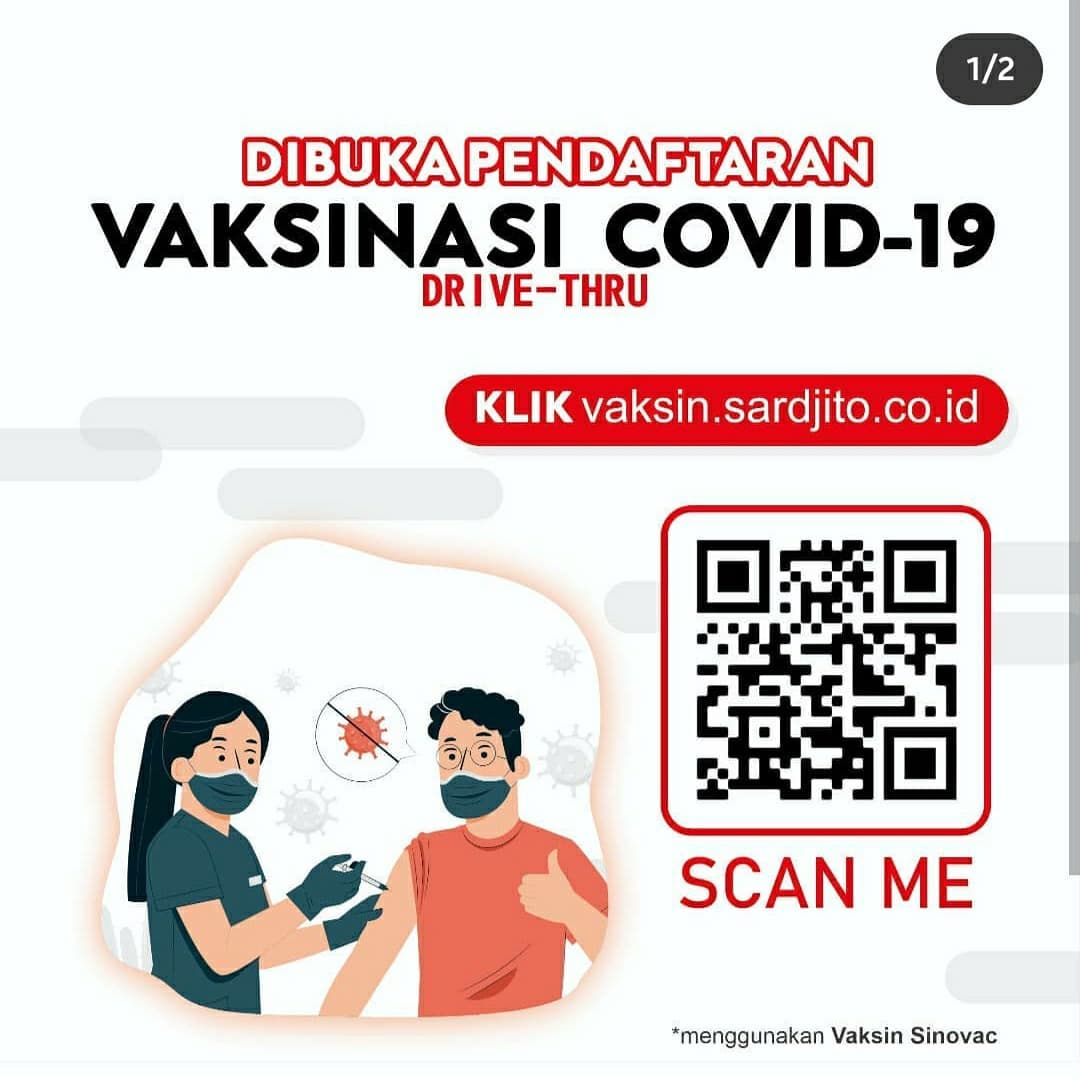 1/2
DIBUKA PENDAFTARAN
VAKSINASI COVID-19
DRIVE-THRU
KLIK vaksin.sardjito.co.id
SCAN ME
*menggunakan Vaksin Sinovac